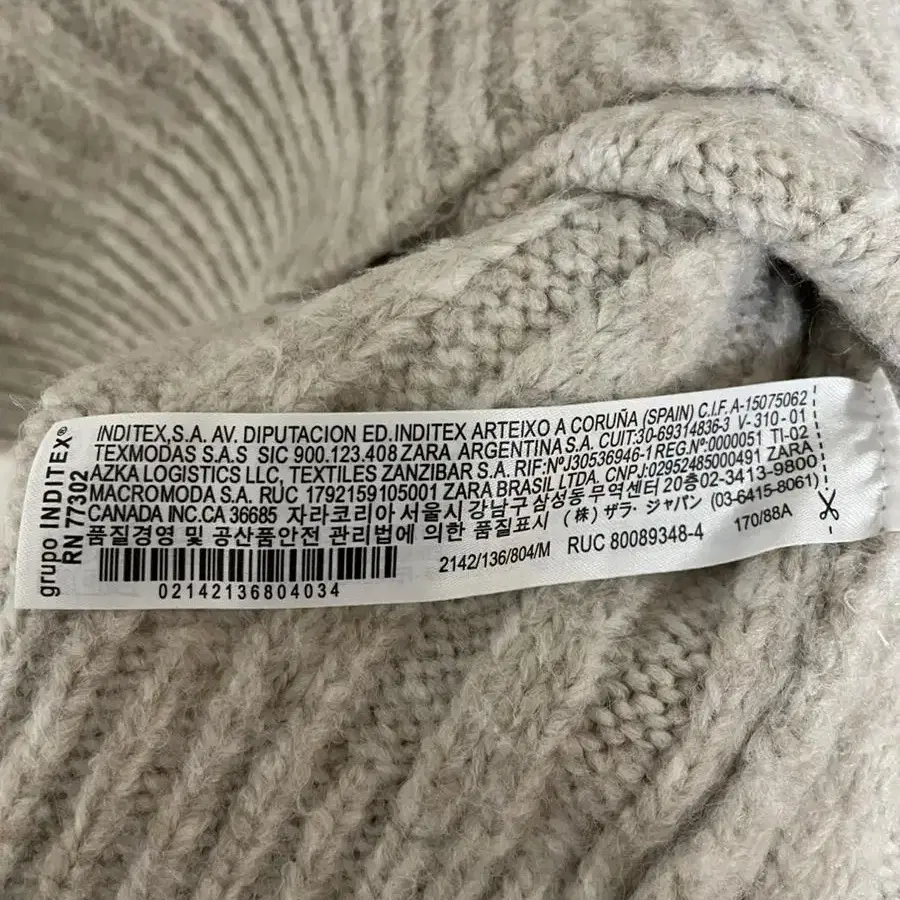 grupo INDITEX®
RN 77302
INDITEX,S.A. AV. DIPUTACION ED.INDITEX ARTEIXO A CORUÑA (SPAIN) C.I.F. A-15075062
TEXMODAS S.A.S SIC 900.123.408 ZARA ARGENTINA S.A. CUIT:30-69314836-3 V-310-01
AZKA LOGISTICS LLC, TEXTILES ZANZIBAR S.A. RIF:NºJ30536946-1 REG.Nº:0000051 TI-02
MACROMODA S.A. RUC 1792159105001 ZARA BRASIL LTDA. CNPJ:02952485000491 ZARA
CANADA INC.CA 36685 자라코리아 서울시 강남구 삼성동 무역센터 20층02-3413-9800
품질경영 및 공산품안전 관리법에 의한 품질표시 (株) ザラ・ジャパン (03-6415-8061)
02142136804034
2142/136/804/M RUC 80089348-4 170/88A